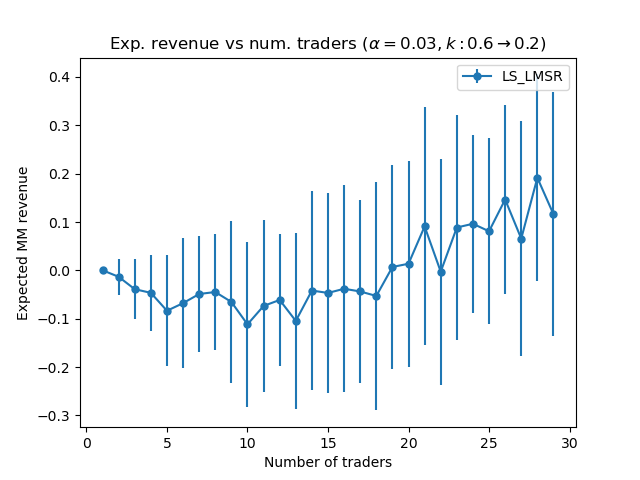 Exp. revenue vs num. traders (α = 0.03, k : 0.6 → 0.2)
LS_LMSR
Expected MM revenue
0.4
0.3
0.2
0.1
0.0
−0.1
−0.2
−0.3
0 5 10 15 20 25 30
Number of traders